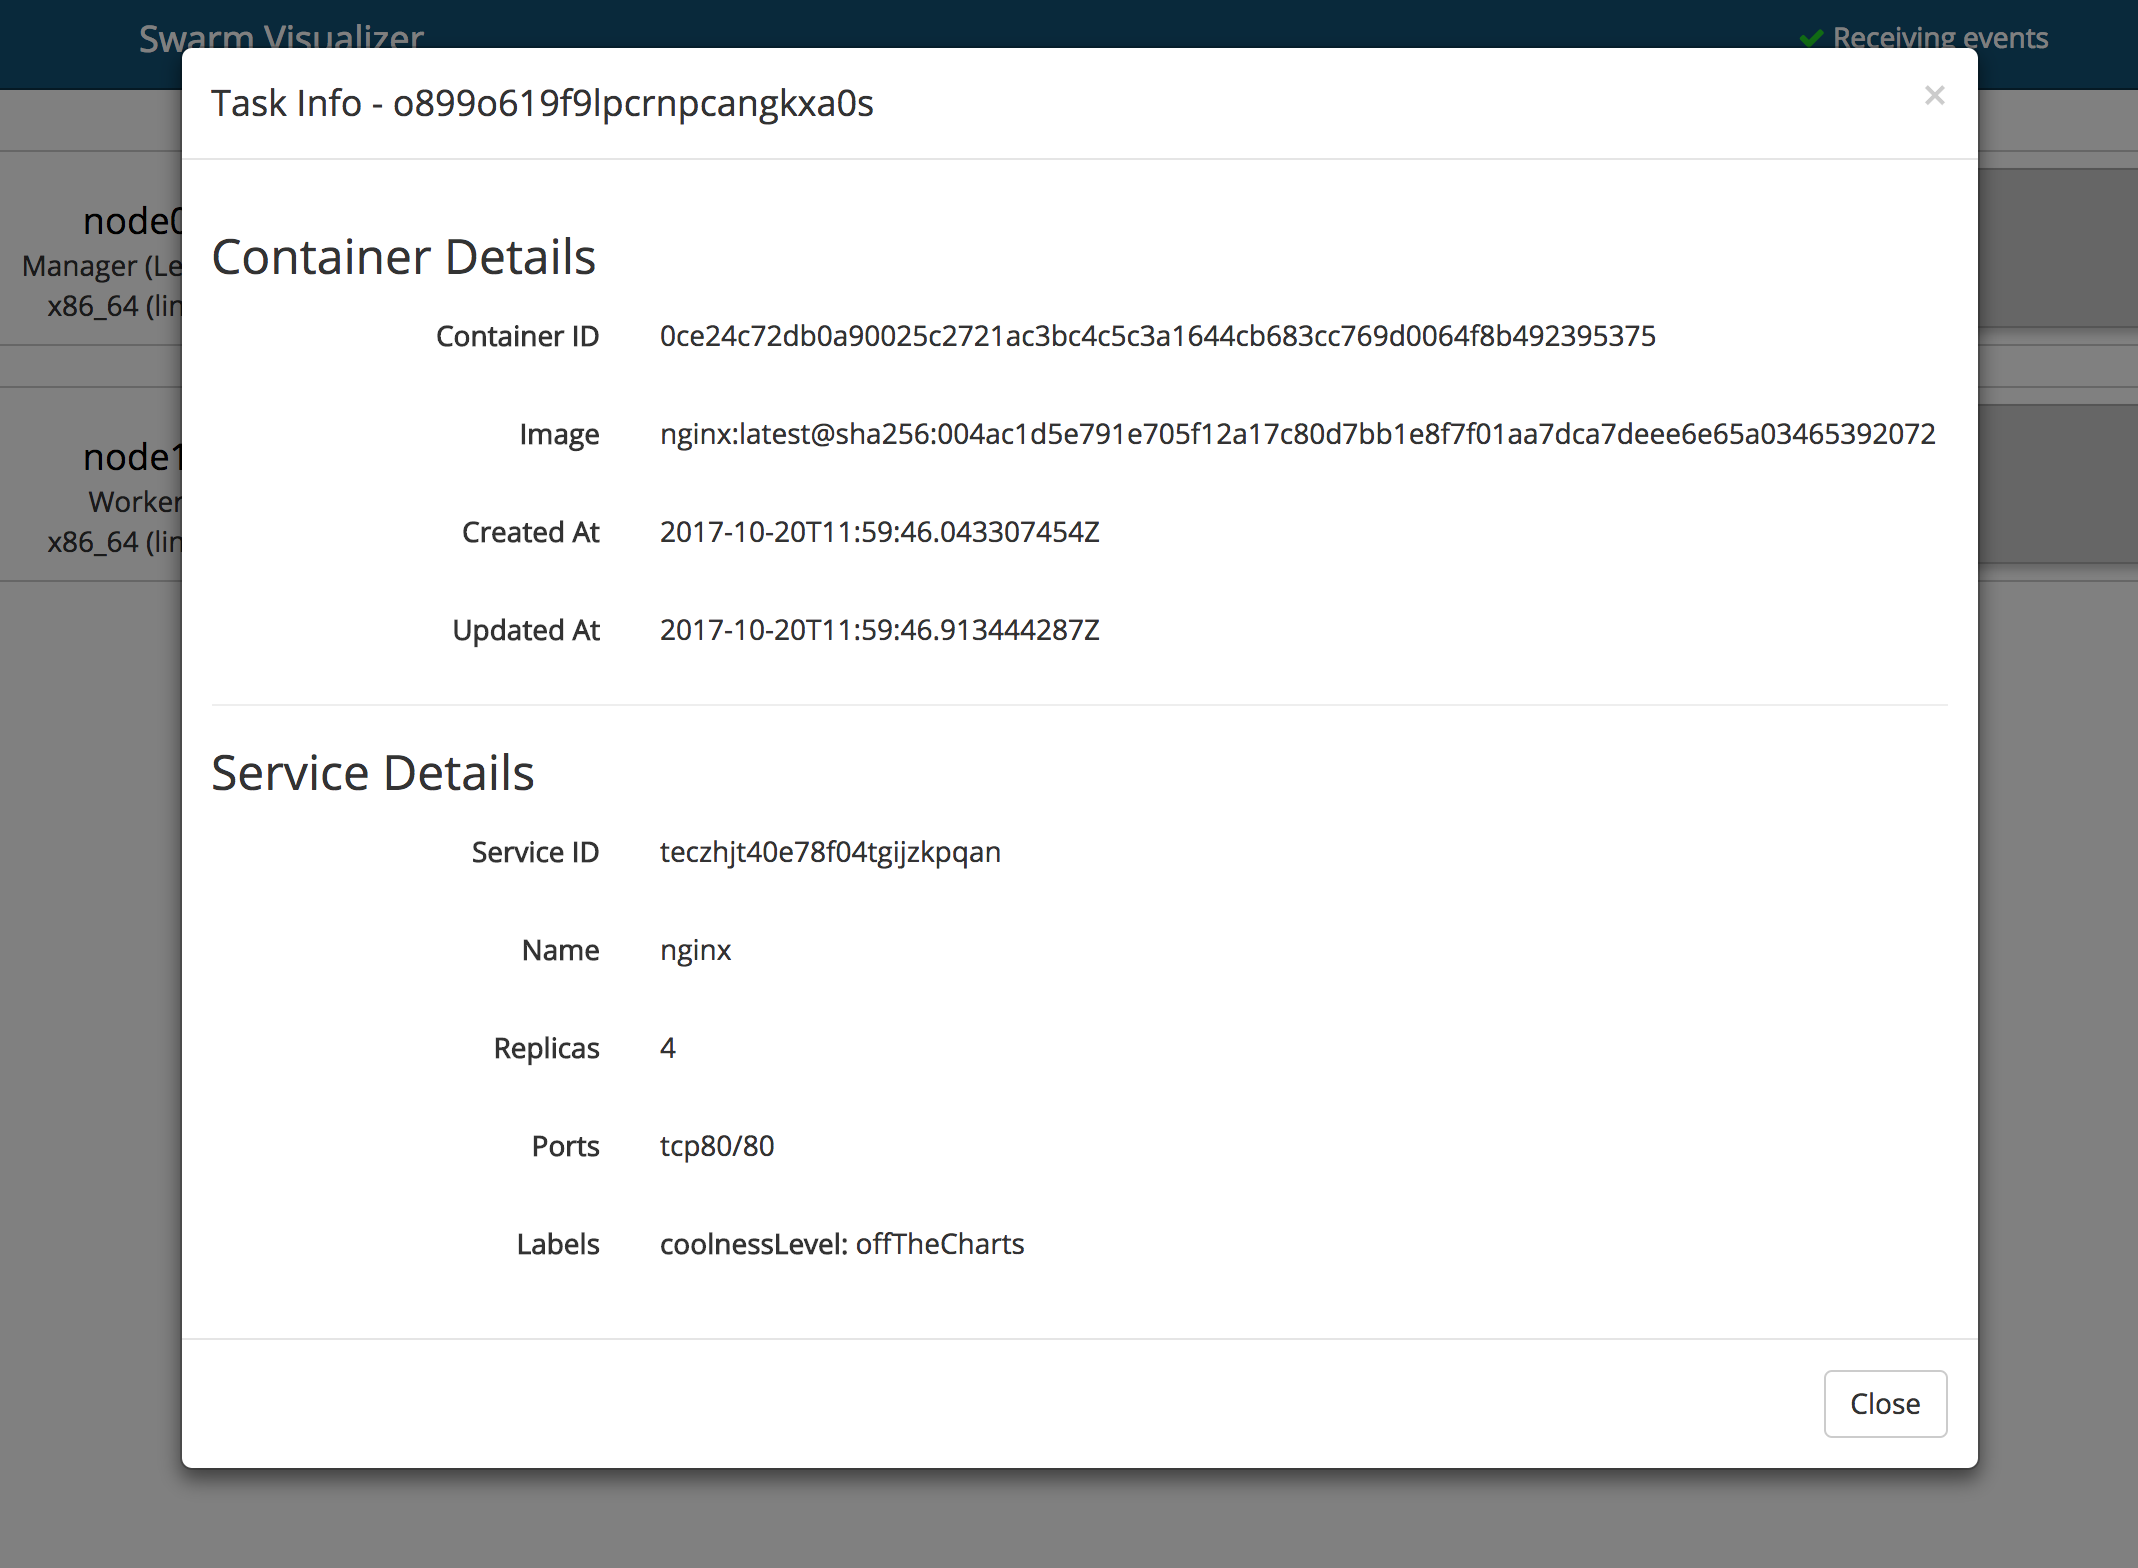 Swarm Visualizer
Receiving events
Task Info - o899o619f9lpcrnpcangkxa0s
×
node0
Manager (Le
x86_64 (lin
node1
Worker
x86_64 (lin
Container Details
Container ID 0ce24c72db0a90025c2721ac3bc4c5c3a1644cb683cc769d0064f8b492395375
Image nginx:latest@sha256:004ac1d5e791e705f12a17c80d7bb1e8f7f01aa7dca7deee6e65a03465392072
Created At 2017-10-20T11:59:46.043307454Z
Updated At 2017-10-20T11:59:46.913444287Z
Service Details
Service ID teczhjt40e78f04tgijzkpqan
Name nginx
Replicas 4
Ports tcp80/80
Labels coolnessLevel: offTheCharts
Close